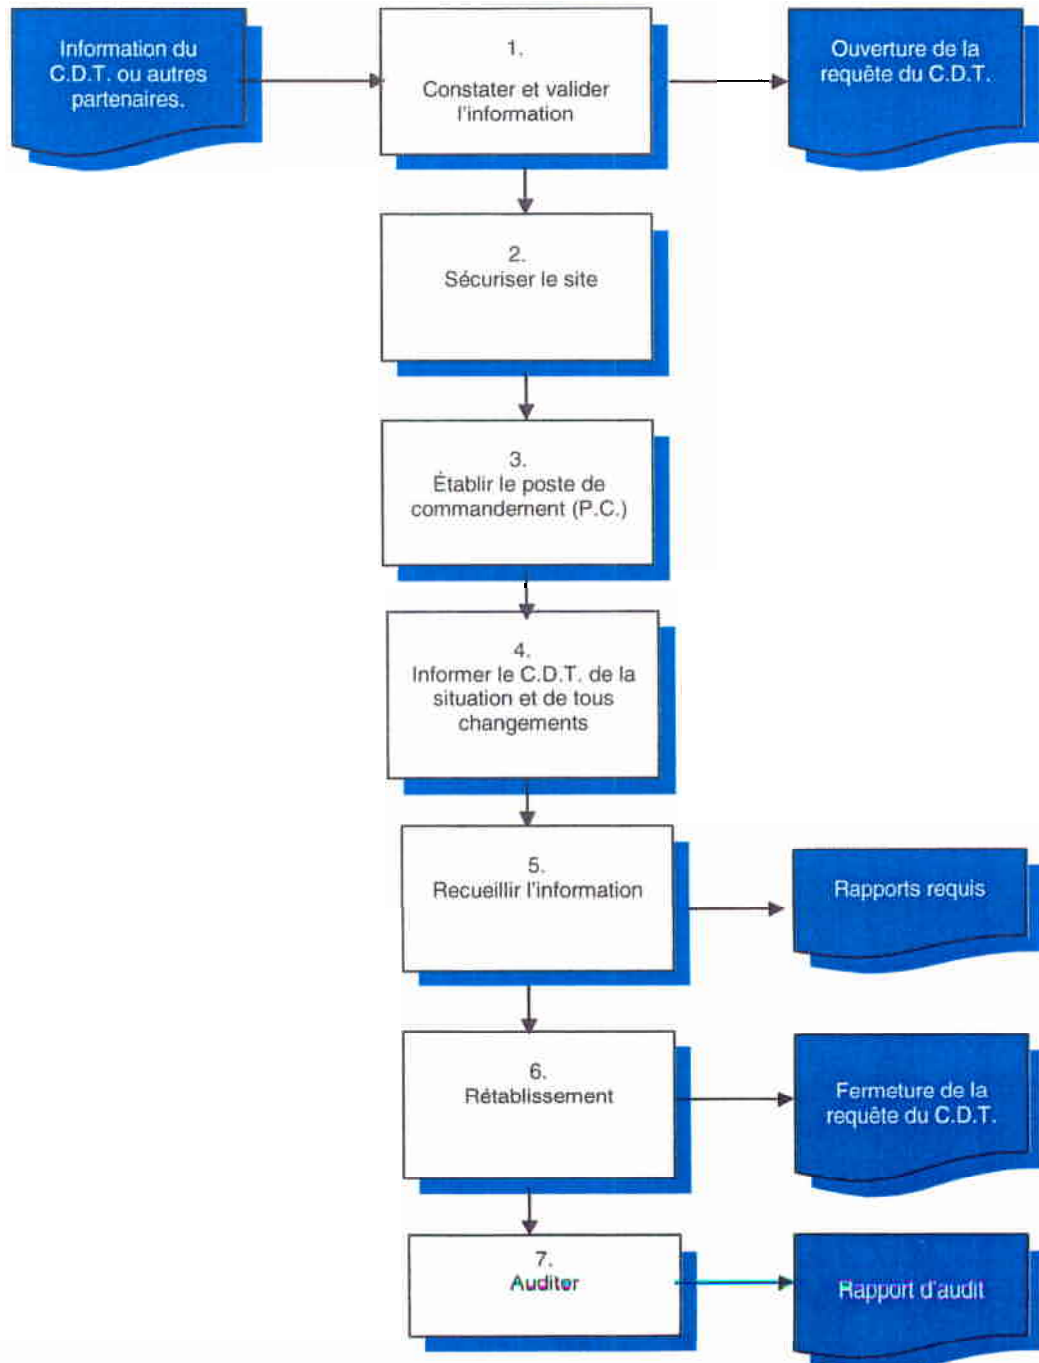 Information du
C.D.T. ou autres
partenaires.
1.
Constater et valider
l'information
Ouverture de la
requête du C.D.T.
2.
Sécuriser le site
3.
Établir le poste de
commandement (P.C.)
4.
Informer le C.D.T. de la
situation et de tous
changements
5.
Recueillir l'information
Rapports requis
6.
Rétablissement
Fermeture de la
requête du C.D.T.
7.
Auditer
Rapport d'audit